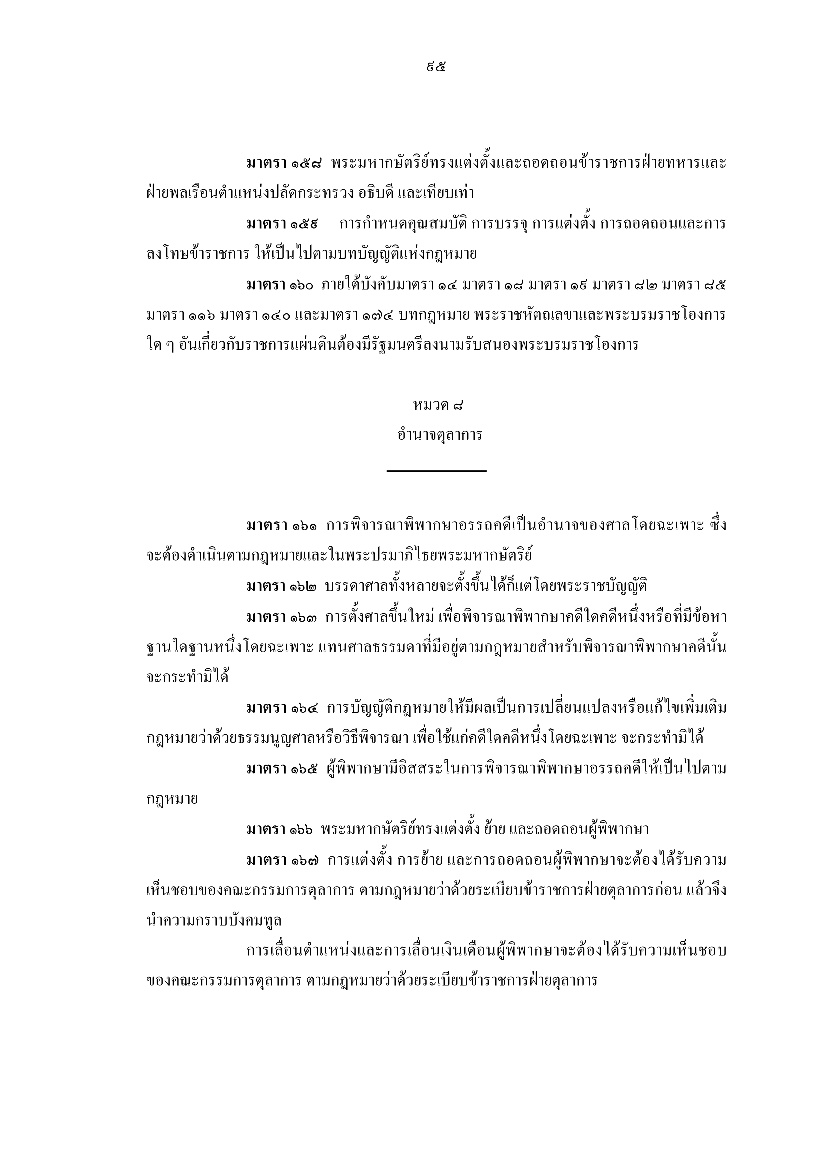 ๙๕
มาตรา ๑๕๘ พระมหากษัตริย์ทรงแต่งตั้งและถอดถอนข้าราชการฝ่ายทหารและ
ฝ่ายพลเรือนตำแหน่งปลัดกระทรวง อธิบดี และเทียบเท่า
มาตรา ๑๕๙ การกำหนดคุณสมบัติ การบรรจุ การแต่งตั้ง การถอดถอนและการ
ลงโทษข้าราชการ ให้เป็นไปตามบทบัญญัติแห่งกฎหมาย
มาตรา ๑๖๐ ภายใต้บังคับมาตรา ๑๔ มาตรา ๑๘ มาตรา ๑๙ มาตรา ๘๒ มาตรา ๘๕
มาตรา ๑๑๖ มาตรา ๑๔๐ และมาตรา ๑๗๔ บทกฎหมาย พระราชหัตถเลขาและพระบรมราชโองการ
ใด ๆ อันเกี่ยวกับราชการแผ่นดินต้องมีรัฐมนตรีลงนามรับสนองพระบรมราชโองการ
หมวด ๘
อำนาจตุลาการ
มาตรา ๑๖๑ การพิจารณาพิพากษาอรรถคดีเป็นอำนาจของศาลโดยฉะเพาะ ซึ่ง
จะต้องดำเนินตามกฎหมายและในพระปรมาภิไธยพระมหากษัตริย์
มาตรา ๑๖๒ บรรดาศาลทั้งหลายจะตั้งขึ้นได้ก็แต่โดยพระราชบัญญัติ
มาตรา ๑๖๓ การตั้งศาลขึ้นใหม่ เพื่อพิจารณาพิพากษาคดีใดคดีหนึ่งหรือที่มีข้อหา
ฐานใดฐานหนึ่งโดยฉะเพาะ แทนศาลธรรมดาที่มีอยู่ตามกฎหมายสำหรับพิจารณาพิพากษาคดีนั้น
จะกระทำมิได้
มาตรา ๑๖๔ การบัญญัติกฎหมายให้มีผลเป็นการเปลี่ยนแปลงหรือแก้ไขเพิ่มเติม
กฎหมายว่าด้วยธรรมนูญศาลหรือวิธีพิจารณา เพื่อใช้แก่คดีใดคดีหนึ่งโดยฉะเพาะ จะกระทำมิได้
มาตรา ๑๖๕ ผู้พิพากษามีอิสสระในการพิจารณาพิพากษาอรรถคดีให้เป็นไปตาม
กฎหมาย
มาตรา ๑๖๖ พระมหากษัตริย์ทรงแต่งตั้ง ย้าย และถอดถอนผู้พิพากษา
มาตรา ๑๖๗ การแต่งตั้ง การย้าย และการถอดถอนผู้พิพากษาจะต้องได้รับความ
เห็นชอบของคณะกรรมการตุลาการ ตามกฎหมายว่าด้วยระเบียบข้าราชการฝ่ายตุลาการก่อน แล้วจึง
นำความกราบบังคมทูล
การเลื่อนตำแหน่งและการเลื่อนเงินเดือนผู้พิพากษาจะต้องได้รับความเห็นชอบ
ของคณะกรรมการตุลาการ ตามกฎหมายว่าด้วยระเบียบข้าราชการฝ่ายตุลาการ